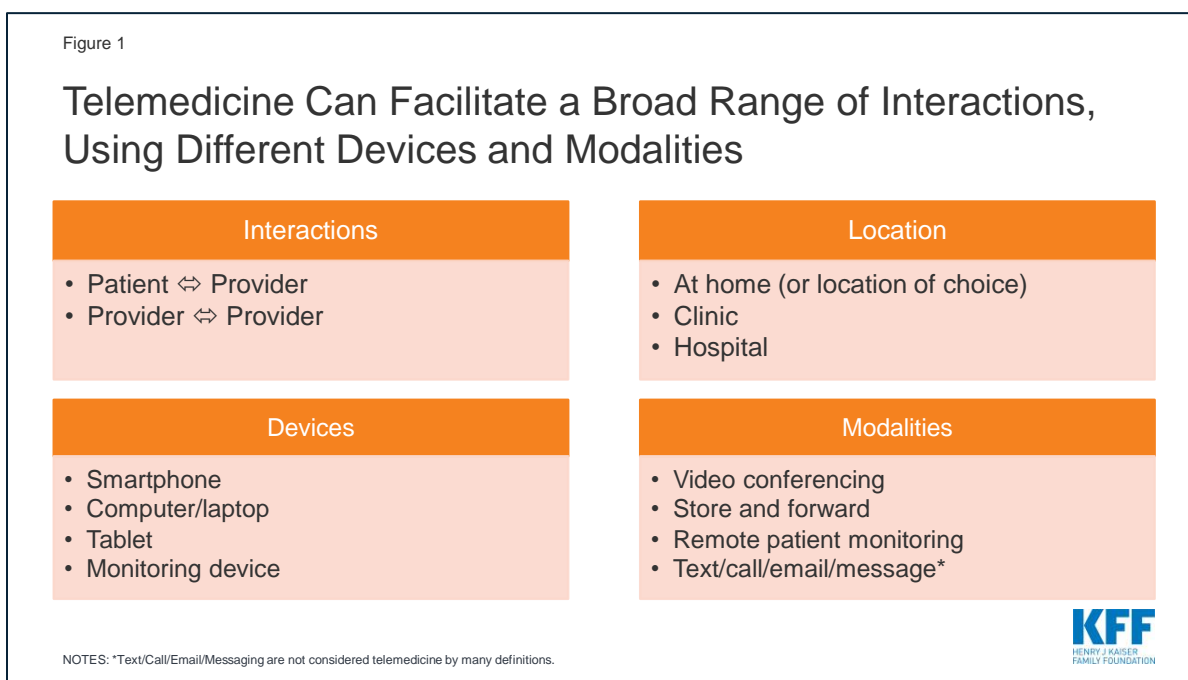 Figure 1
Telemedicine Can Facilitate a Broad Range of Interactions,
Using Different Devices and Modalities
Interactions
• Patient ⬄ Provider
• Provider ⬄ Provider
Location
• At home (or location of choice)
• Clinic
• Hospital
Devices
• Smartphone
• Computer/laptop
• Tablet
• Monitoring device
Modalities
• Video conferencing
• Store and forward
• Remote patient monitoring
• Text/call/email/message*
NOTES: *Text/Call/Email/Messaging are not considered telemedicine by many definitions.
KFF
HENRY J KAISER
FAMILY FOUNDATION